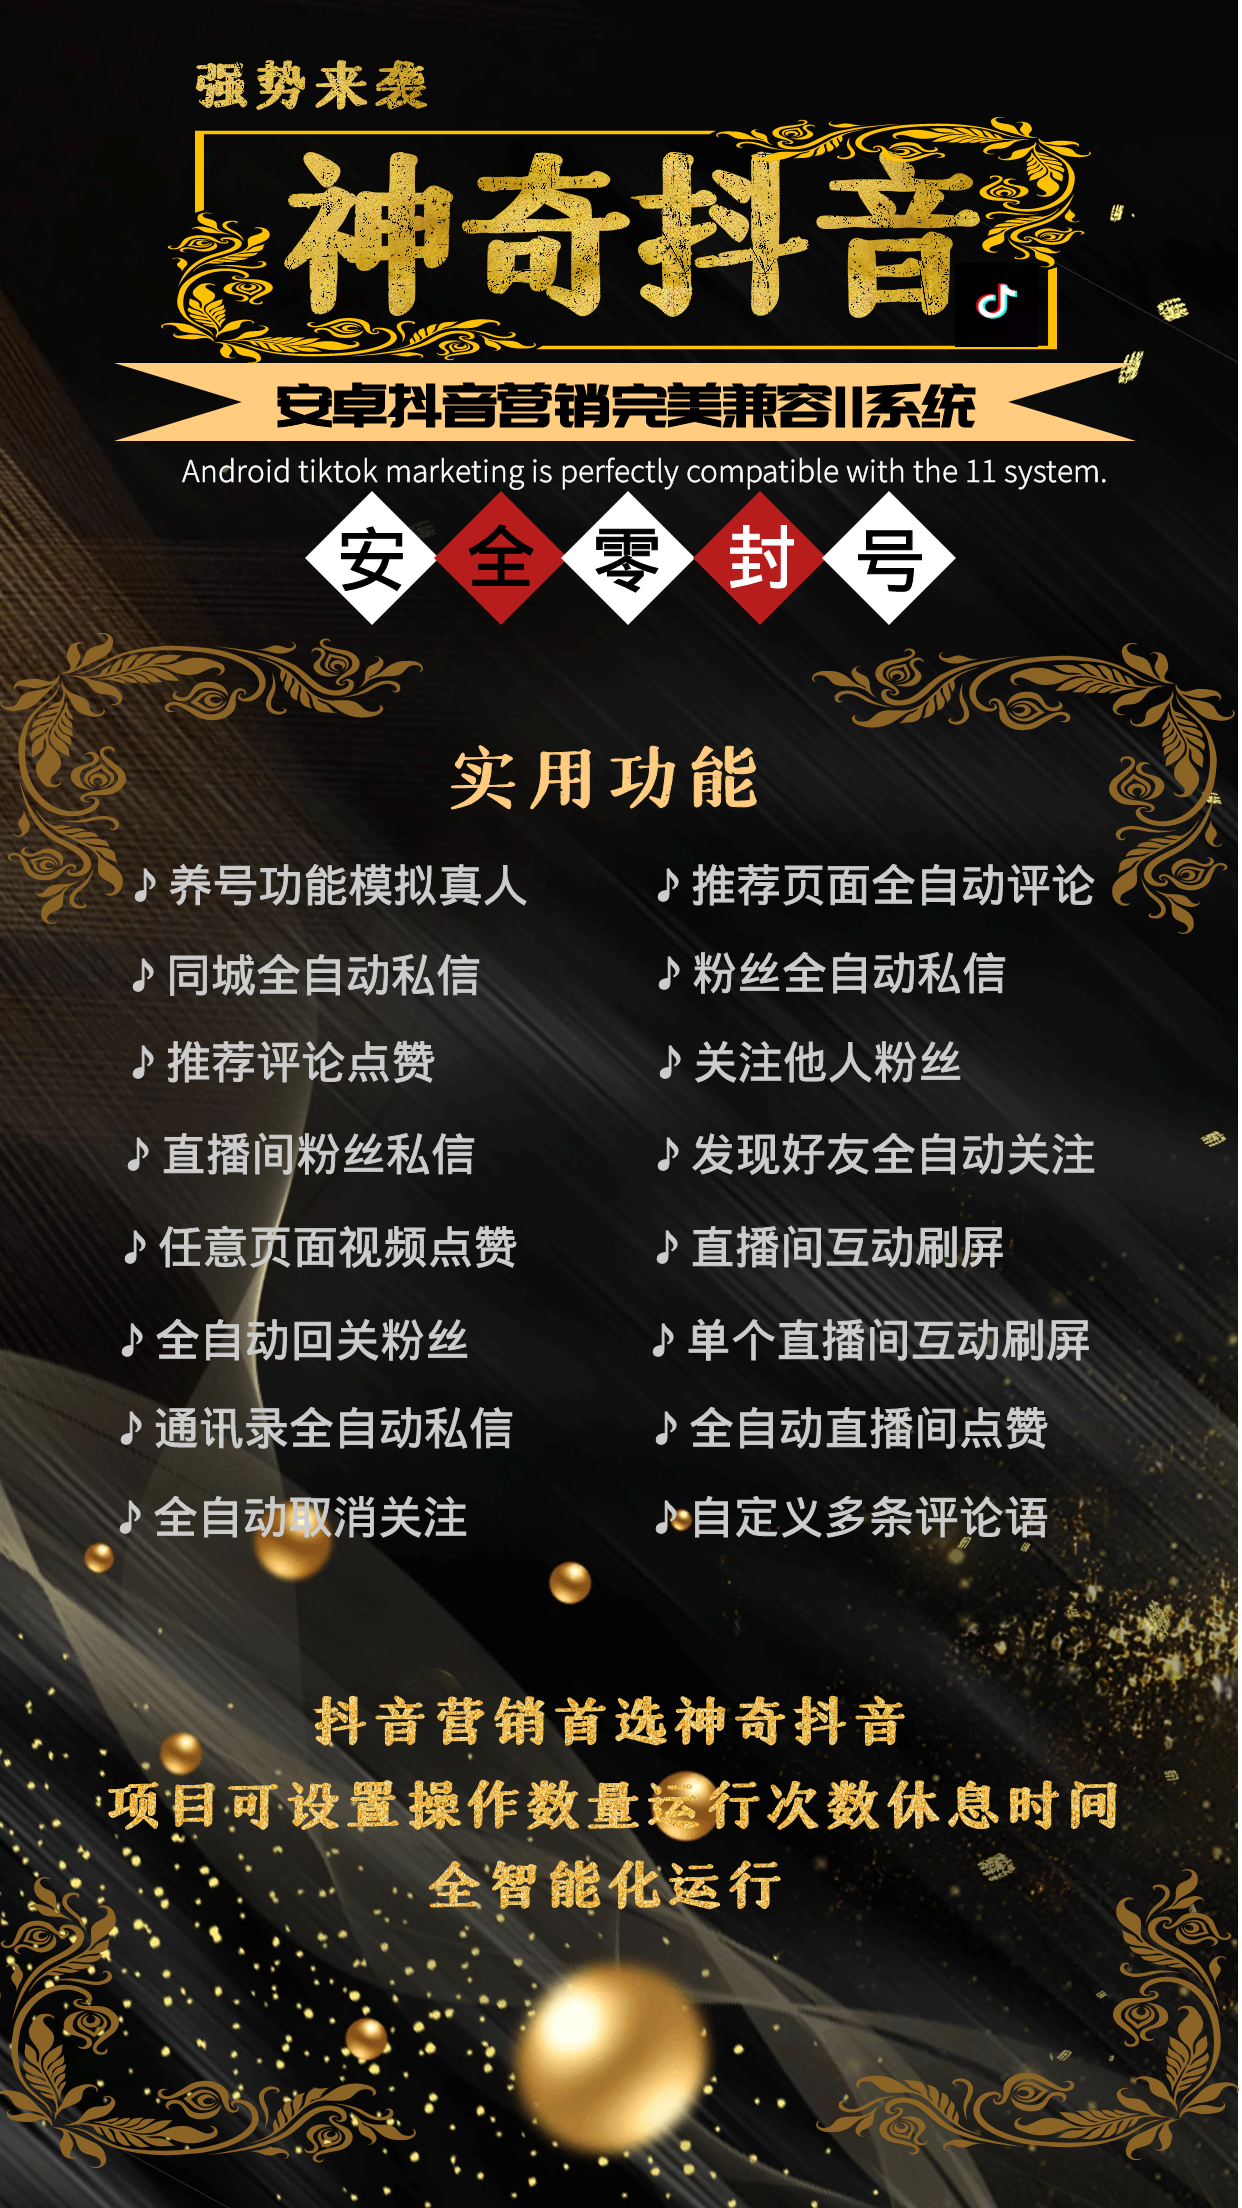 强势来袭
神奇抖音
安卓抖音营销完美兼容11系统
Android tiktok marketing is perfectly compatible with the 11 system.
安全零封号
实用功能
养号功能模拟真人
推荐页面全自动评论
同城全自动私信
粉丝全自动私信
推荐评论点赞
关注他人粉丝
直播间粉丝私信
发现好友全自动关注
任意页面视频点赞
直播间互动刷屏
全自动回关粉丝
单个直播间互动刷屏
通讯录全自动私信
全自动直播间点赞
全自动取消关注
自定义多条评论语
抖音营销首选神奇抖音
项目可设置操作数量运行次数休息时间
全智能化运行